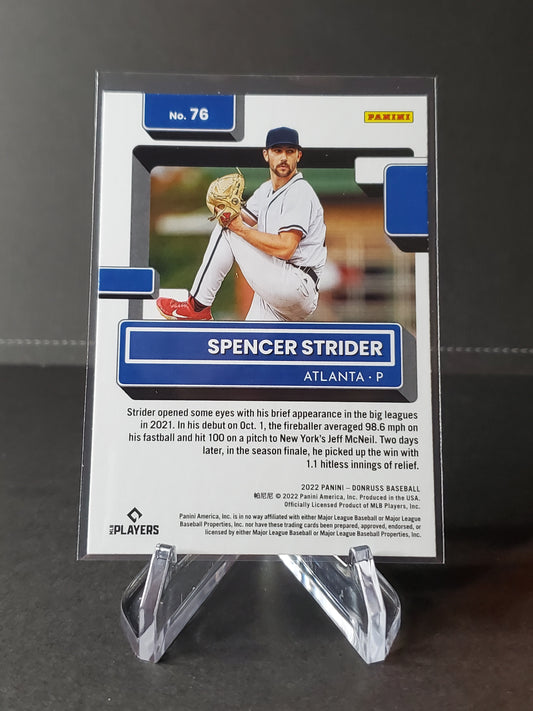 No. 76
PANINI
SPENCER STRIDER
ATLANTA · P
Strider opened some eyes with his brief appearance in the big leagues
in 2021. In his debut on Oct. 1, the fireballer averaged 98.6 mph on
his fastball and hit 100 on a pitch to New York's Jeff McNeil. Two days
later, in the season finale, he picked up the win with
1.1 hitless innings of relief.
2022 PANINI – DONRUSS BASEBALL
帕尼尼 © 2022 Panini America, Inc. Produced in the USA.
Officially Licensed Product of MLB Players, Inc.
MLB PLAYERS
Panini America, Inc. is in no way affiliated with either Major League Baseball or Major League
Baseball Properties, Inc. nor have these trading cards been prepared, approved, endorsed, or
licensed by either Major League Baseball or Major League Baseball Properties, Inc.